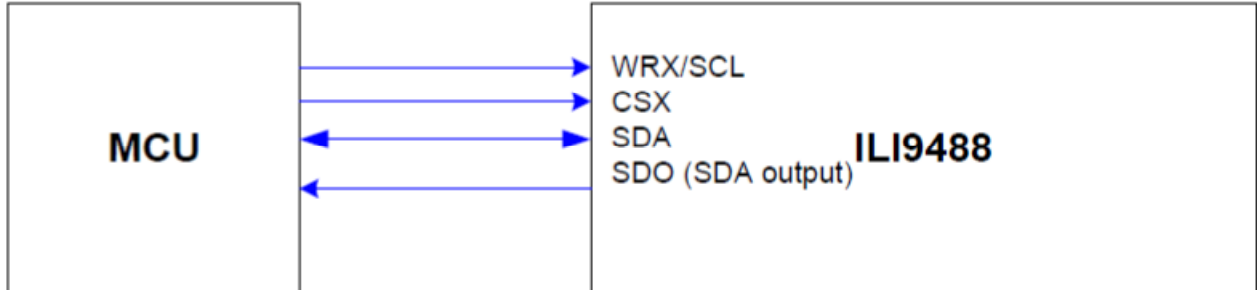 MCU
WRX/SCL
CSX
SDA
SDO (SDA output)
ILI9488